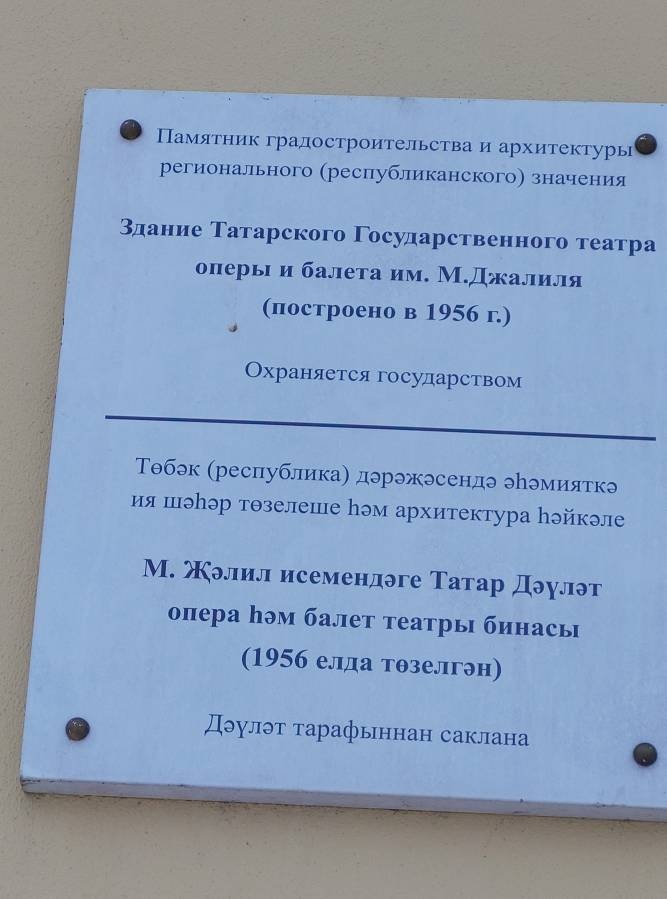 Памятник градостроительства и архитектуры
регионального (республиканского) значения
Здание Татарского Государственного театра
оперы и балета им. М.Джалиля
(построено в 1956 г.)
Охраняется государством
Төбәк (республика) дәрәҗәсендә әһәмияткә
ия шәһәр төзелеше һәм архитектура һәйкәле
М. Җәлил исемендәге Татар Дәүләт
опера һәм балет театры бинасы
(1956 елда төзелгән)
Дәүләт тарафыннан саклана